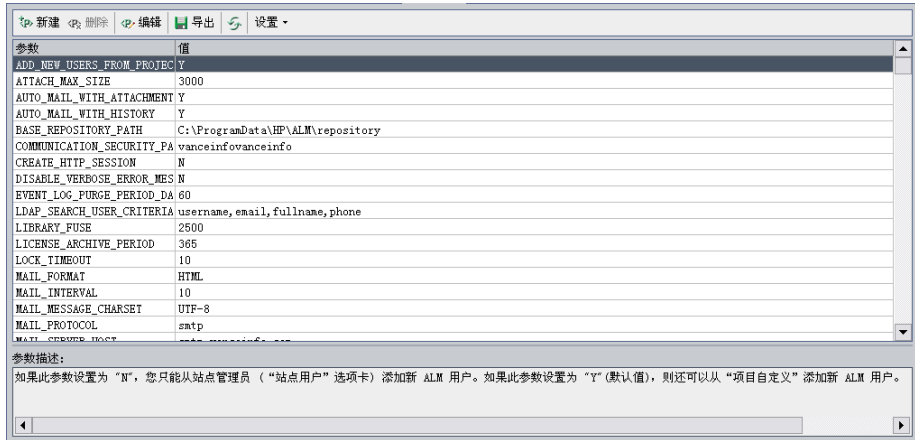 新建 删除 编辑 导出 设置
参数 值
ADD_NEW_USERS_FROM_PROJEC Y
ATTACH_MAX_SIZE 3000
AUTO_MAIL_WITH_ATTACHMENT Y
AUTO_MAIL_WITH_HISTORY Y
BASE_REPOSITORY_PATH C:\ProgramData\HP\ALM\repository
COMMUNICATION_SECURITY_PA vanceinfovanceinfo
CREATE_HTTP_SESSION N
DISABLE_VERBOSE_ERROR_MES N
EVENT_LOG_PURGE_PERIOD_DA 60
LDAP_SEARCH_USER_CRITERIA username,email,fullname,phone
LIBRARY_FUSE 2500
LICENSE_ARCHIVE_PERIOD 365
LOCK_TIMEOUT 10
MAIL_FORMAT HTML
MAIL_INTERVAL 10
MAIL_MESSAGE_CHARSET UTF-8
MAIL_PROTOCOL smtp
MAIL_SERVER_HOST
参数描述：
如果此参数设置为 "N"，您只能从站点管理员 （“站点用户”选项卡）添加新 ALM 用户。如果此参数设置为 "Y"(默认值)，则还可以从“项目自定义”添加新 ALM 用户。